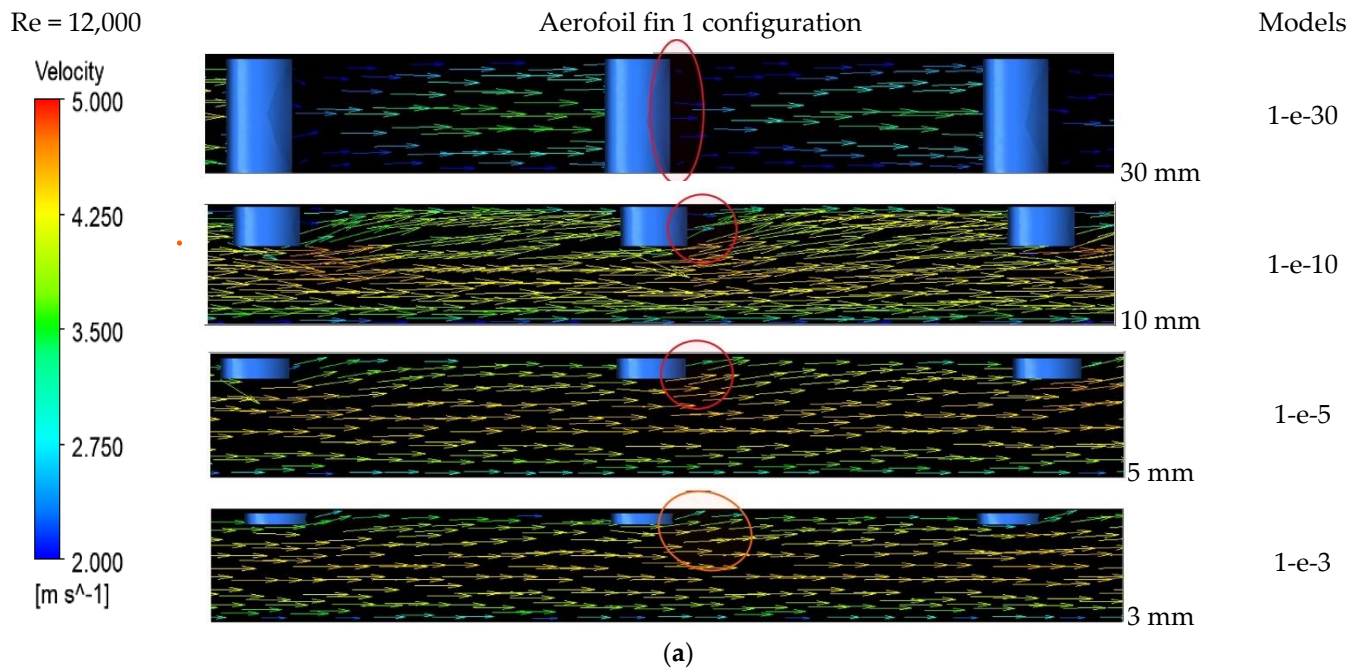 Re = 12,000
Aerofoil fin 1 configuration
Models
Velocity
5.000
4.250
3.500
2.750
2.000
[m s^-1]
30 mm
1-e-30
10 mm
1-e-10
5 mm
1-e-5
3 mm
1-e-3
(a)